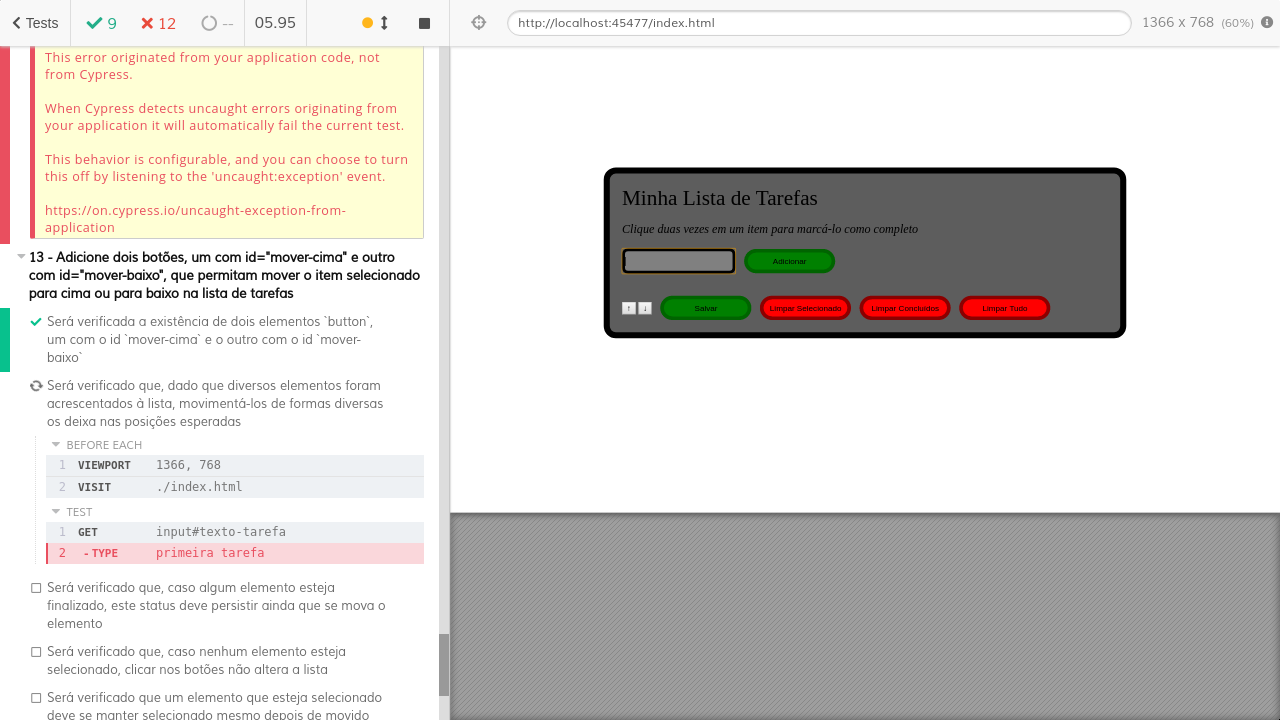 Tests
9
12
--
05.95
http://localhost:45477/index.html
1366 x 768 (60%)
This error originated from your application code, not
from Cypress.
When Cypress detects uncaught errors originating from
your application it will automatically fail the current test.
This behavior is configurable, and you can choose to turn
this off by listening to the 'uncaught:exception' event.
https://on.cypress.io/uncaught-exception-from-
application
13 - Adicione dois botões, um com id="mover-cima" e outro
com id="mover-baixo", que permitam mover o item selecionado
para cima ou para baixo na lista de tarefas
Será verificada a existência de dois elementos `button`,
um com o id `mover-cima` e o outro com o id `mover-
baixo`
Será verificado que, dado que diversos elementos foram
acrescentados à lista, movimentá-los de formas diversas
os deixa nas posições esperadas
BEFORE EACH
1 VIEWPORT 1366, 768
2 VISIT ./index.html
TEST
1 GET input#texto-tarefa
2 - TYPE primeira tarefa
Será verificado que, caso algum elemento esteja
finalizado, este status deve persistir ainda que se mova o
elemento
Será verificado que, caso nenhum elemento esteja
selecionado, clicar nos botões não altera a lista
Será verificado que um elemento que esteja selecionado
deve se manter selecionado mesmo depois de movido
Minha Lista de Tarefas
Clique duas vezes em um item para marcá-lo como completo
Adicionar
↑ ↓ Salvar Limpar Selecionado Limpar Concluidos Limpar Tudo